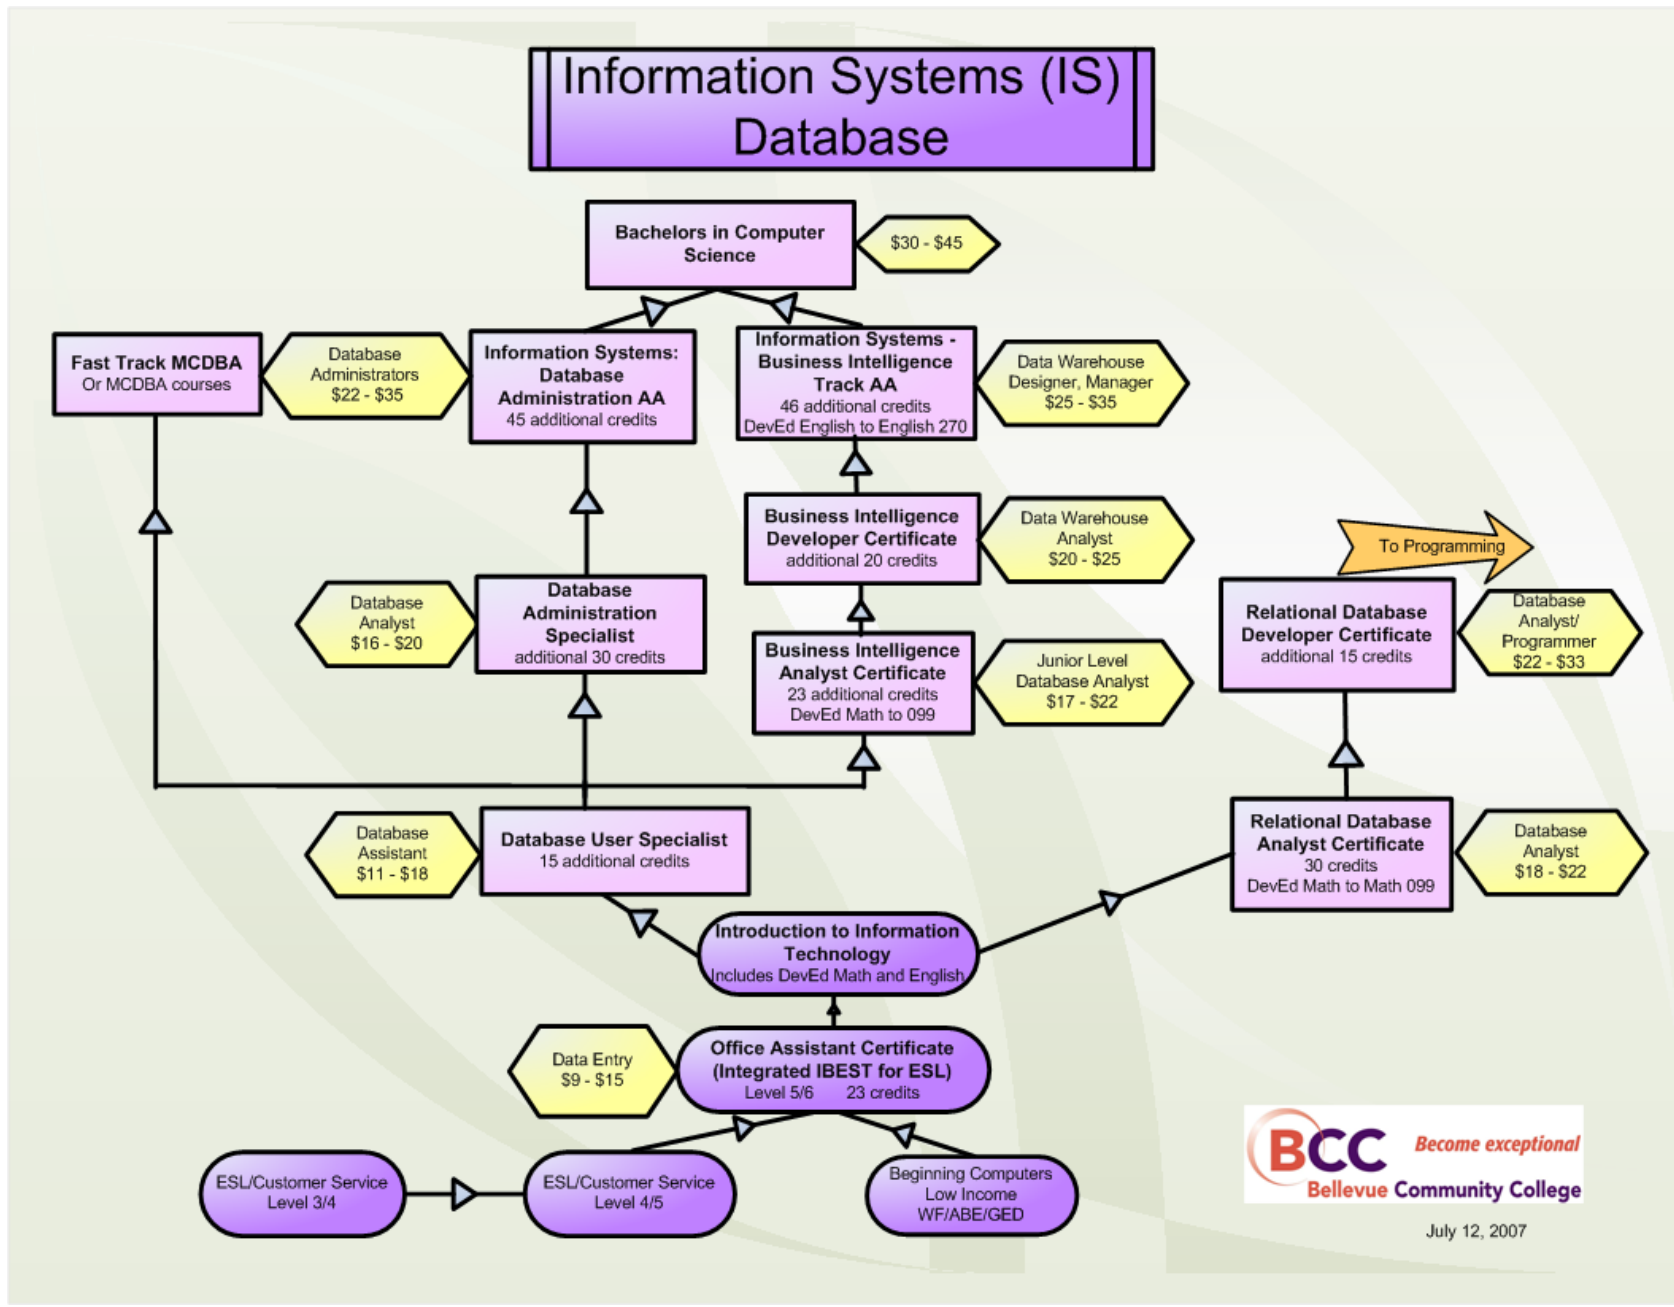 Information Systems (IS)
Database
Bachelors in Computer
Science
$30 - $45
Fast Track MCDBA
Or MCDBA courses
Database
Administrators
$22 - $35
Information Systems:
Database
Administration AA
45 additional credits
Information Systems -
Business Intelligence
Track AA
46 additional credits
DevEd English to English 270
Data Warehouse
Designer, Manager
$25 - $35
Business Intelligence
Developer Certificate
additional 20 credits
Data Warehouse
Analyst
$20 - $25
To Programming
Database
Analyst
$16 - $20
Database
Administration
Specialist
additional 30 credits
Business Intelligence
Analyst Certificate
23 additional credits
DevEd Math to 099
Junior Level
Database Analyst
$17 - $22
Relational Database
Developer Certificate
additional 15 credits
Database
Analyst/
Programmer
$22 - $33
Database
Assistant
$11 - $18
Database User Specialist
15 additional credits
Relational Database
Analyst Certificate
30 credits
DevEd Math to Math 099
Database
Analyst
$18 - $22
Introduction to Information
Technology
Includes DevEd Math and English
Data Entry
$9 - $15
Office Assistant Certificate
(Integrated IBEST for ESL)
Level 5/6 23 credits
ESL/Customer Service
Level 3/4
ESL/Customer Service
Level 4/5
Beginning Computers
Low Income
WF/ABE/GED
BCC Become exceptional
Bellevue Community College
July 12, 2007